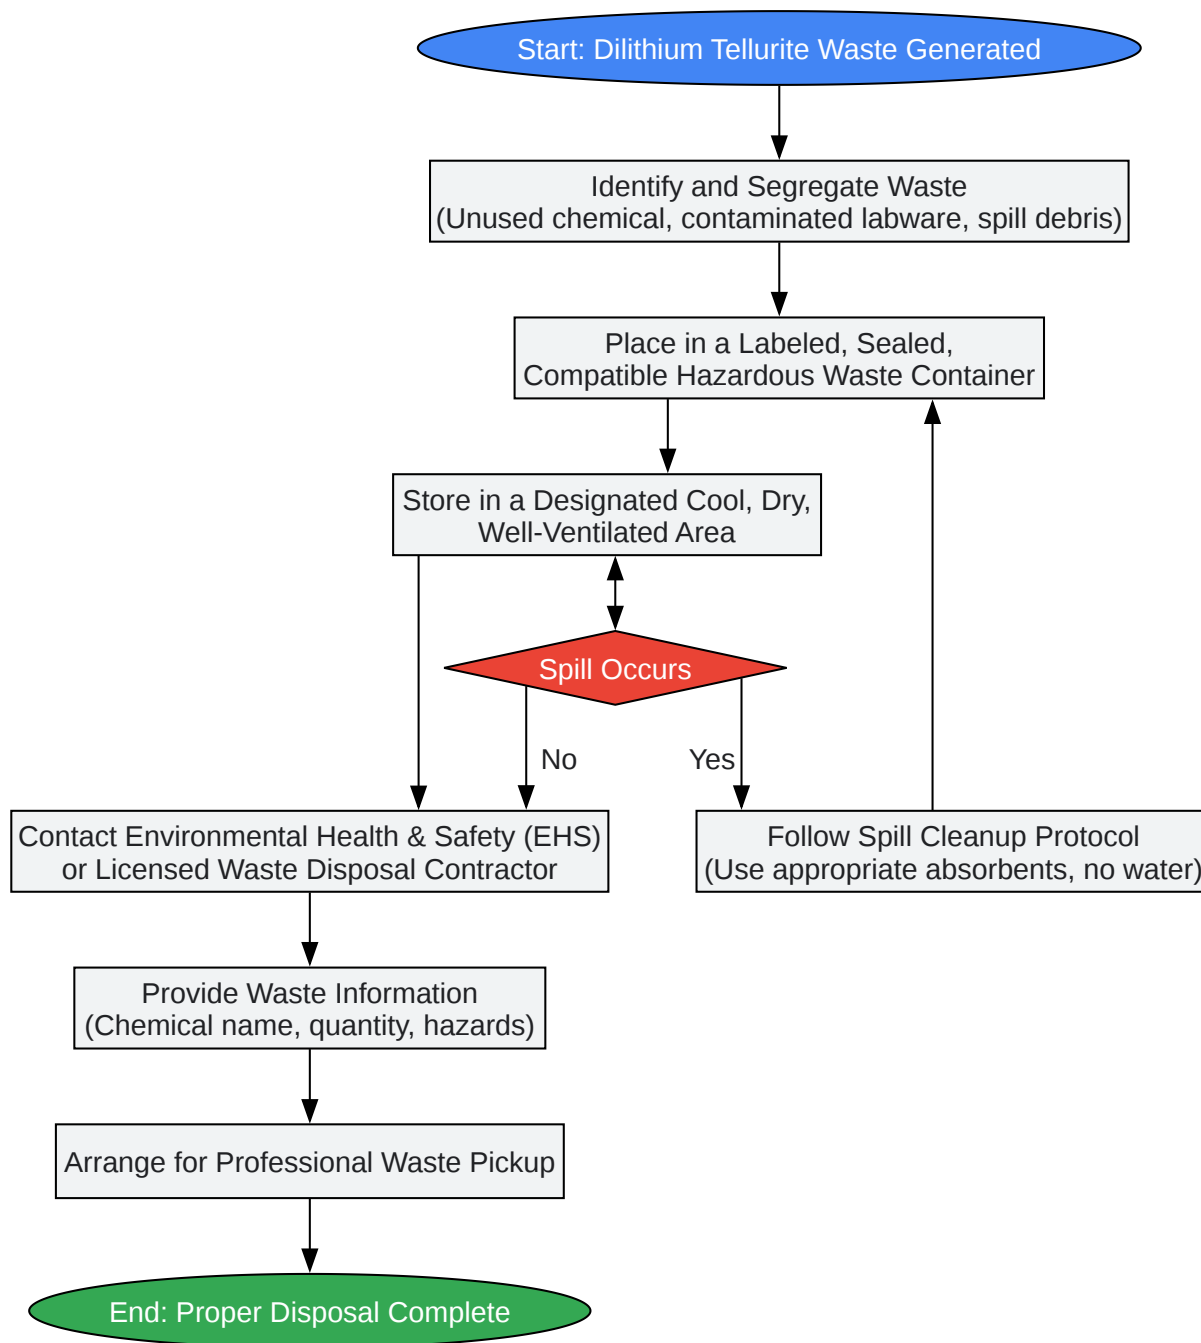 Start: Dilithium Tellurite Waste Generated
Identify and Segregate Waste
(Unused chemical, contaminated labware, spill debris)
Place in a Labeled, Sealed,
Compatible Hazardous Waste Container
Store in a Designated Cool, Dry,
Well-Ventilated Area
Spill Occurs
No
Yes
Contact Environmental Health & Safety (EHS)
or Licensed Waste Disposal Contractor
Follow Spill Cleanup Protocol
(Use appropriate absorbents, no water)
Provide Waste Information
(Chemical name, quantity, hazards)
Arrange for Professional Waste Pickup
End: Proper Disposal Complete